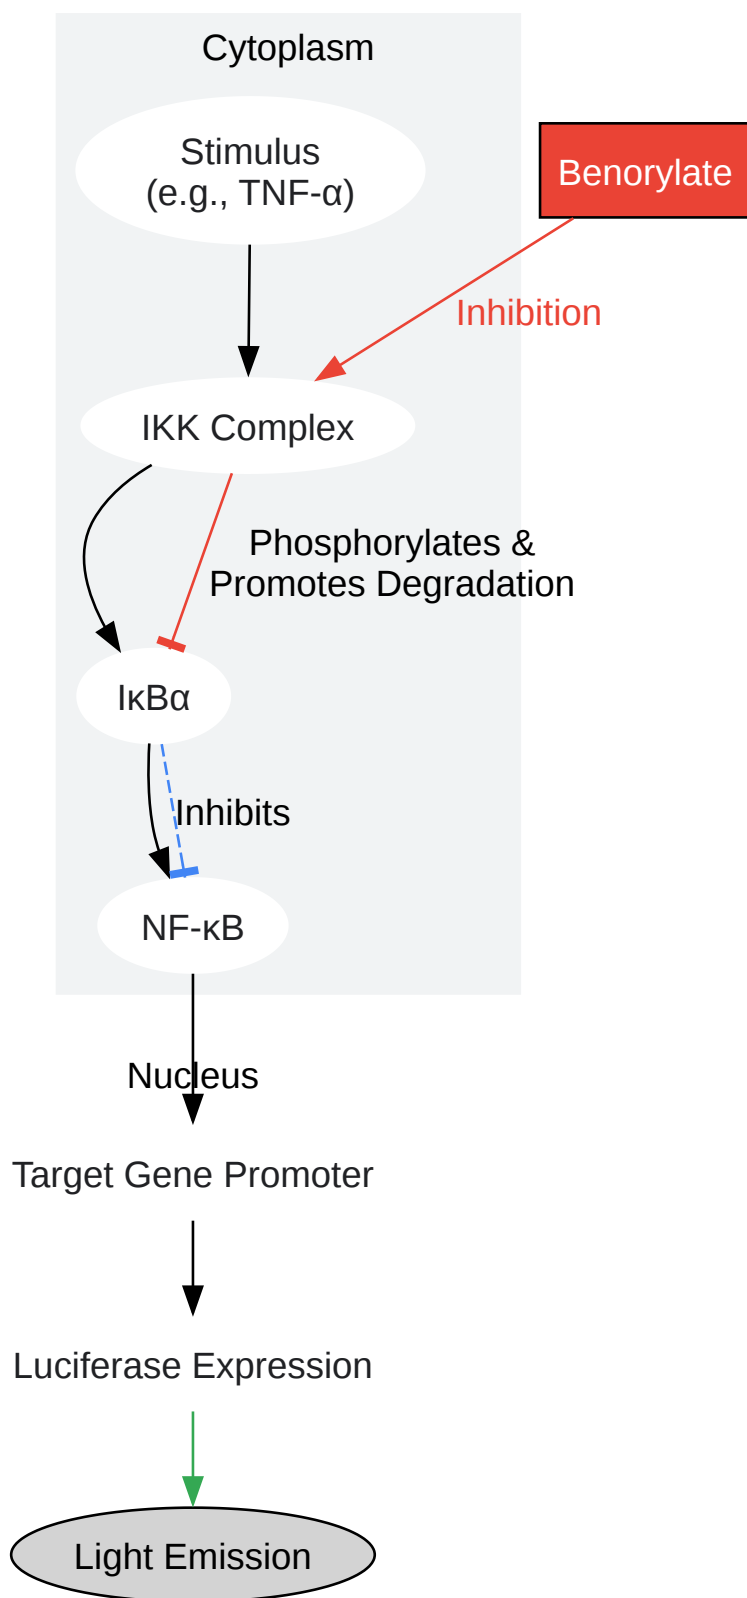 Cytoplasm
Stimulus
(e.g., TNF-α)
Benorylate
Inhibition
IKK Complex
Phosphorylates &
Promotes Degradation
IκBα
Inhibits
NF-κB
Nucleus
Target Gene Promoter
Luciferase Expression
Light Emission